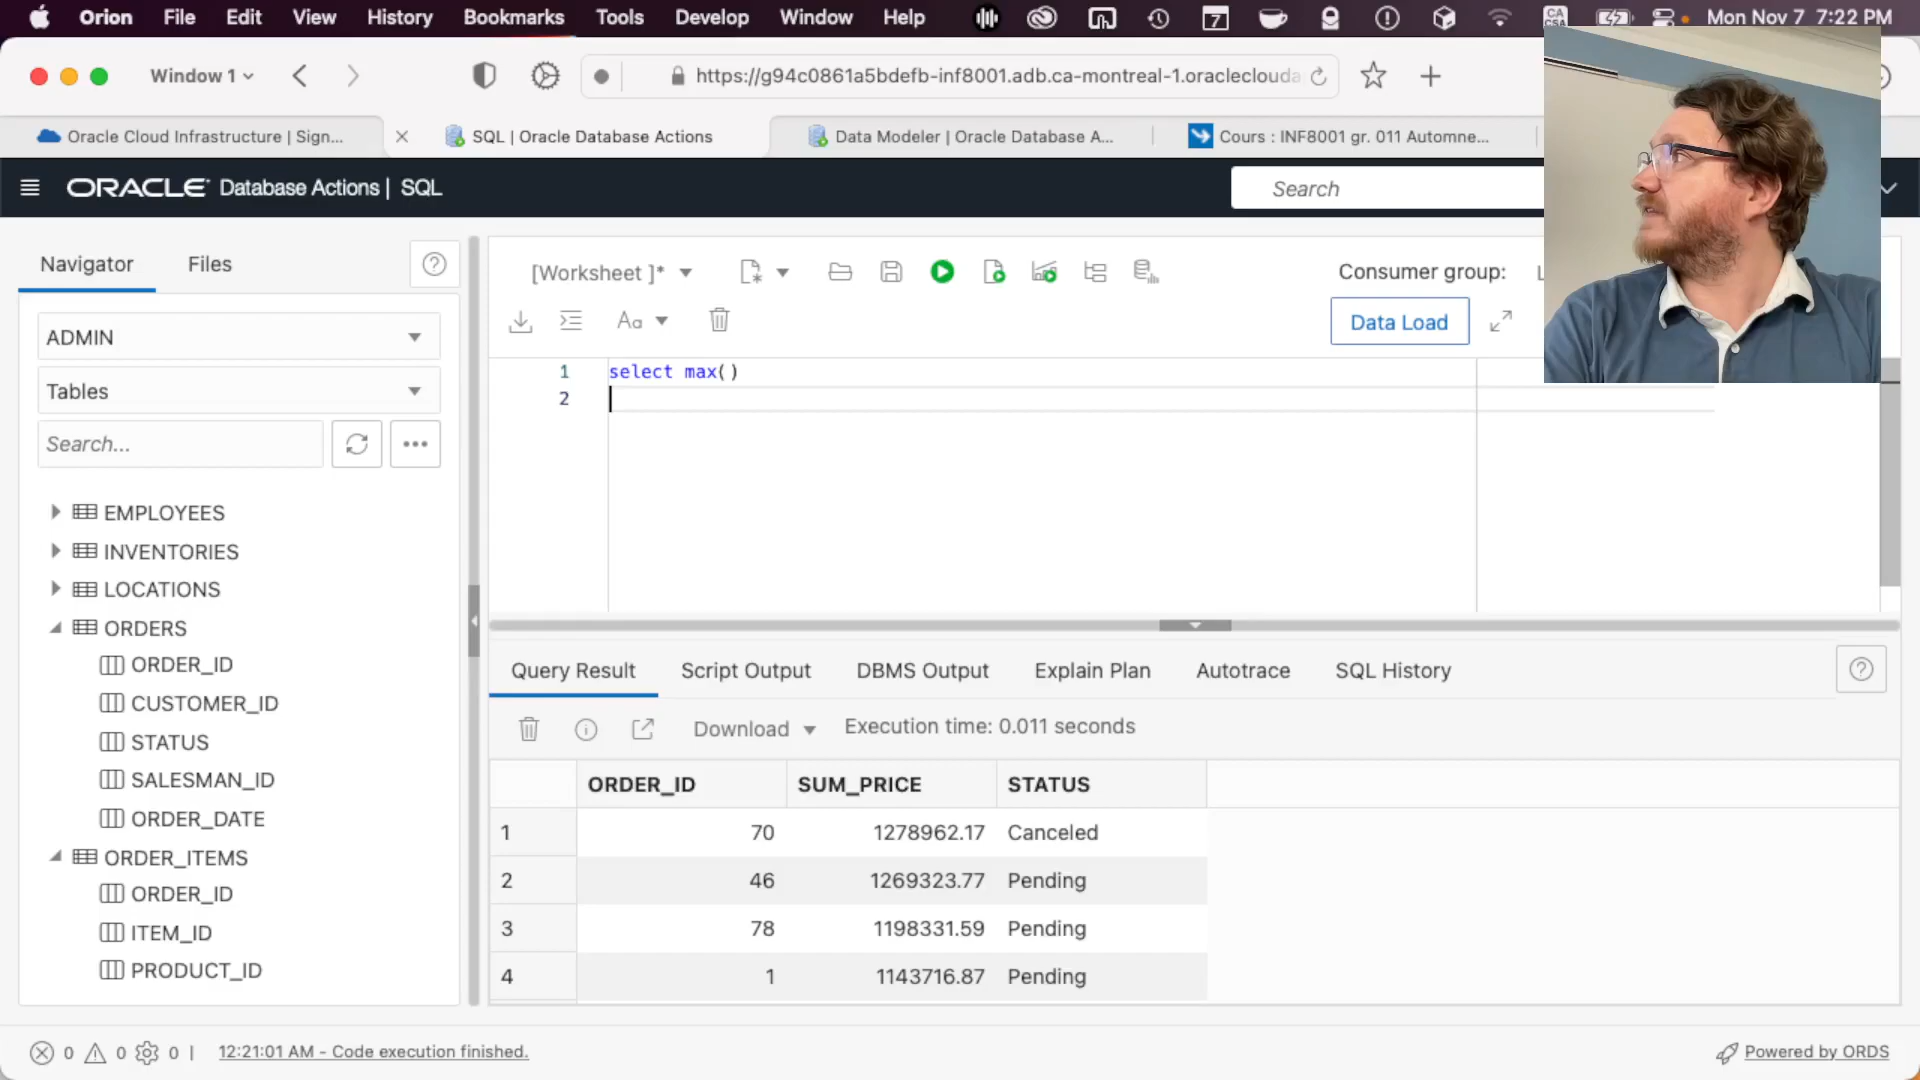 Orion File Edit View History Bookmarks Tools Develop Window Help 7 CA CSA Mon Nov 7 7:22 PM
Window 1 https://g94c0861a5bdefb-inf8001.adb.ca-montreal-1.oracleclouda
Oracle Cloud Infrastructure | Sign... SQL | Oracle Database Actions Data Modeler | Oracle Database A... Cours : INF8001 gr. 011 Automne...
ORACLE Database Actions | SQL Search
Navigator Files
ADMIN
Tables
Search...
EMPLOYEES
INVENTORIES
LOCATIONS
ORDERS
ORDER_ID
CUSTOMER_ID
STATUS
SALESMAN_ID
ORDER_DATE
ORDER_ITEMS
ORDER_ID
ITEM_ID
PRODUCT_ID
[Worksheet ]* Consumer group:
Aa Data Load
1 select max()
2
Query Result Script Output DBMS Output Explain Plan Autotrace SQL History
Download Execution time: 0.011 seconds
ORDER_ID SUM_PRICE STATUS
1 70 1278962.17 Canceled
2 46 1269323.77 Pending
3 78 1198331.59 Pending
4 1 1143716.87 Pending
0 0 0 | 12:21:01 AM - Code execution finished. Powered by ORDS